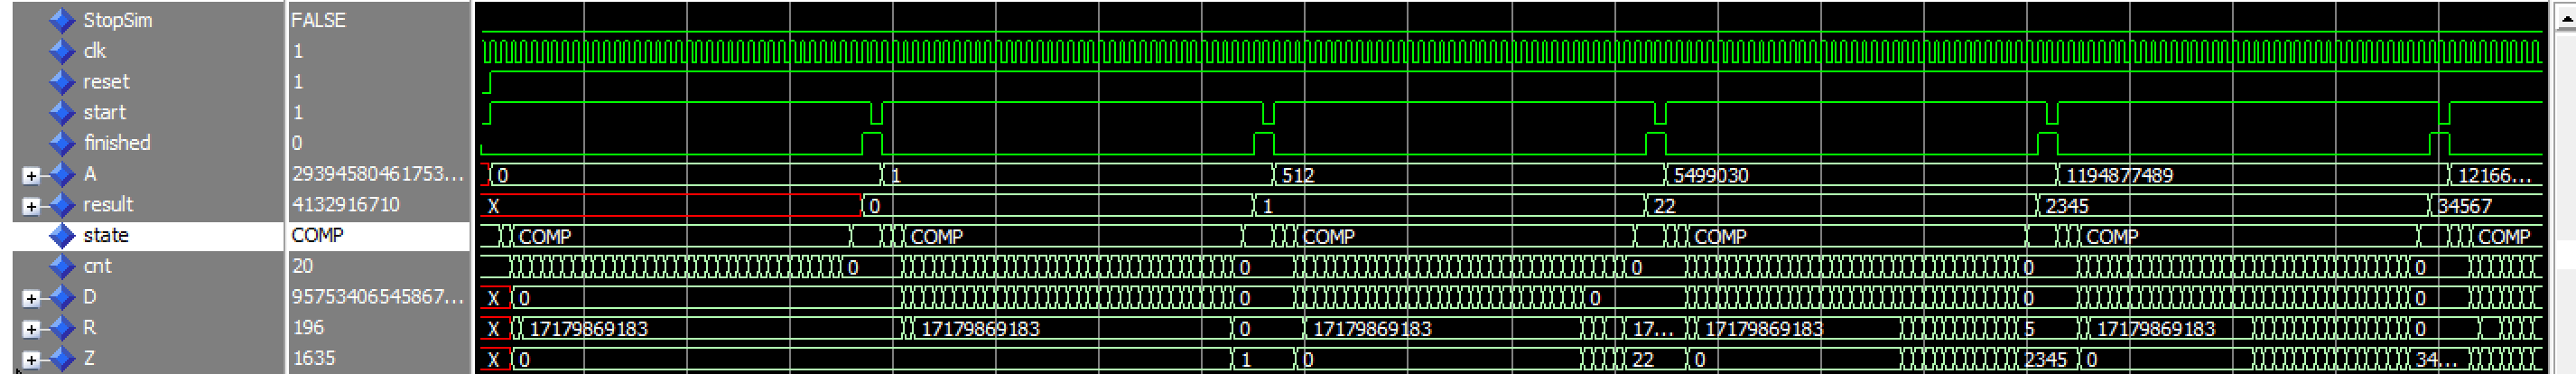 StopSim FALSE
clk 1
reset 1
start 1
finished 0
A 29394580461753... 0 1 512 5499030 1194877489 12166...
result 4132916710 X 0 1 22 2345 34567
state COMP COMP COMP COMP COMP COMP COMP
cnt 20 0 0 0 0 0
D 95753406545867... X 0 0 0 0 0
R 196 X 17179869183 17179869183 0 17179869183 17... 17179869183 5 17179869183 0
Z 1635 X 0 1 0 22 0 2345 0 34...